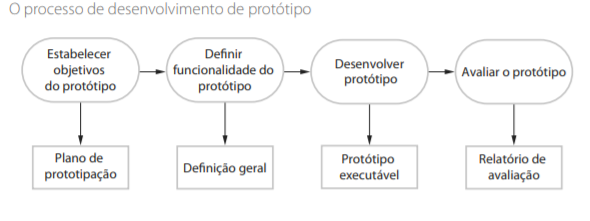 O processo de desenvolvimento de protótipo
Estabelecer
objetivos
do protótipo
Definir
funcionalidade do
protótipo
Desenvolver
protótipo
Avaliar o protótipo
Plano de
prototipação
Definição geral
Protótipo
executável
Relatório de
avaliação